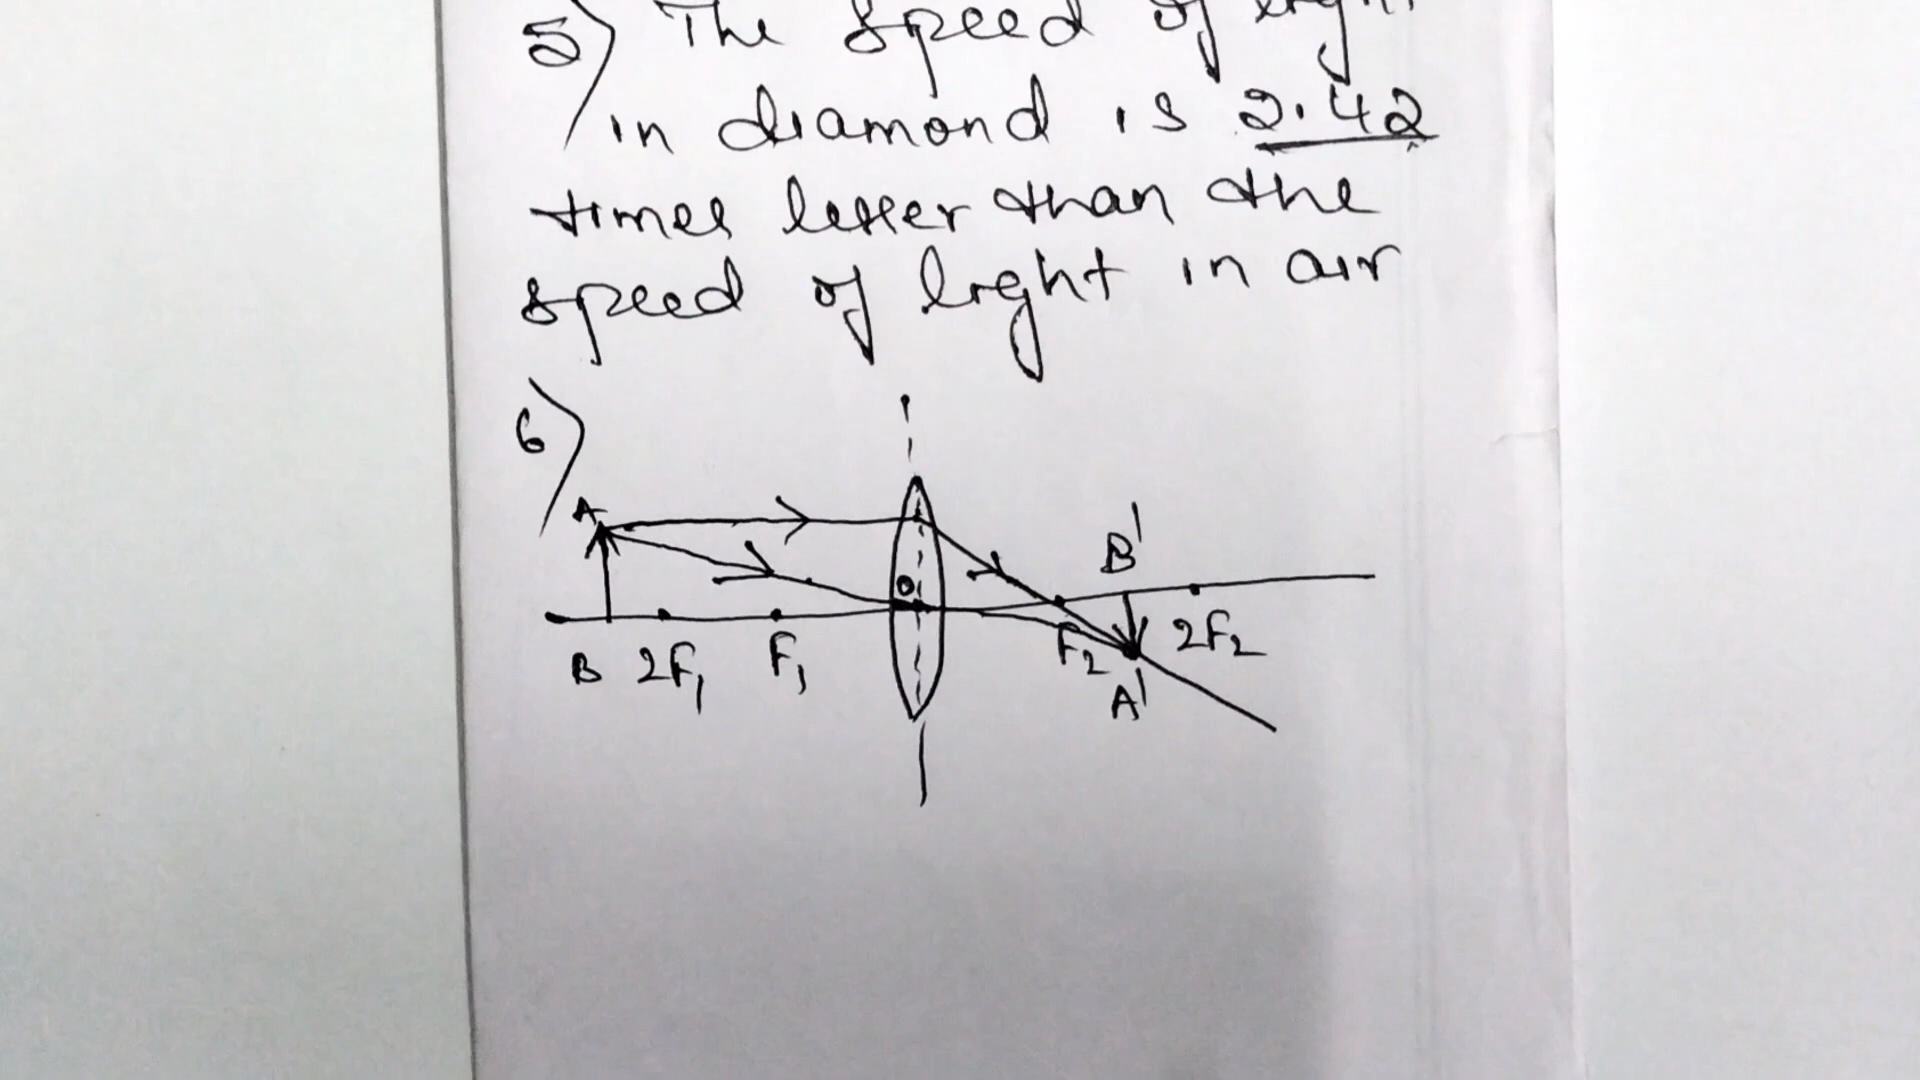 5) The speed of light
in diamond is 2.42
times lesser than the
speed of light in air
6)
A
B'
O
B 2F₁ F₁ F₂ 2F₂
A'